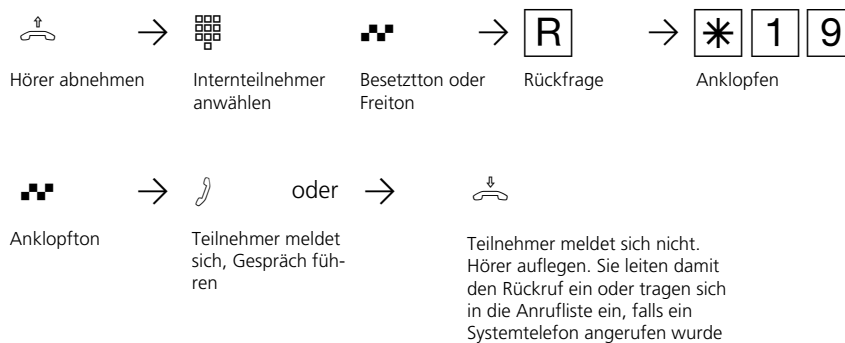 R * 1 9
Hörer abnehmen Internteilnehmer anwählen Besetztton oder Freiton Rückfrage Anklopfen
oder
Anklopfton
Teilnehmer meldet
sich, Gespräch füh-
ren
Teilnehmer meldet sich nicht.
Hörer auflegen. Sie leiten damit
den Rückruf ein oder tragen sich
in die Anrufliste ein, falls ein
Systemtelefon angerufen wurde